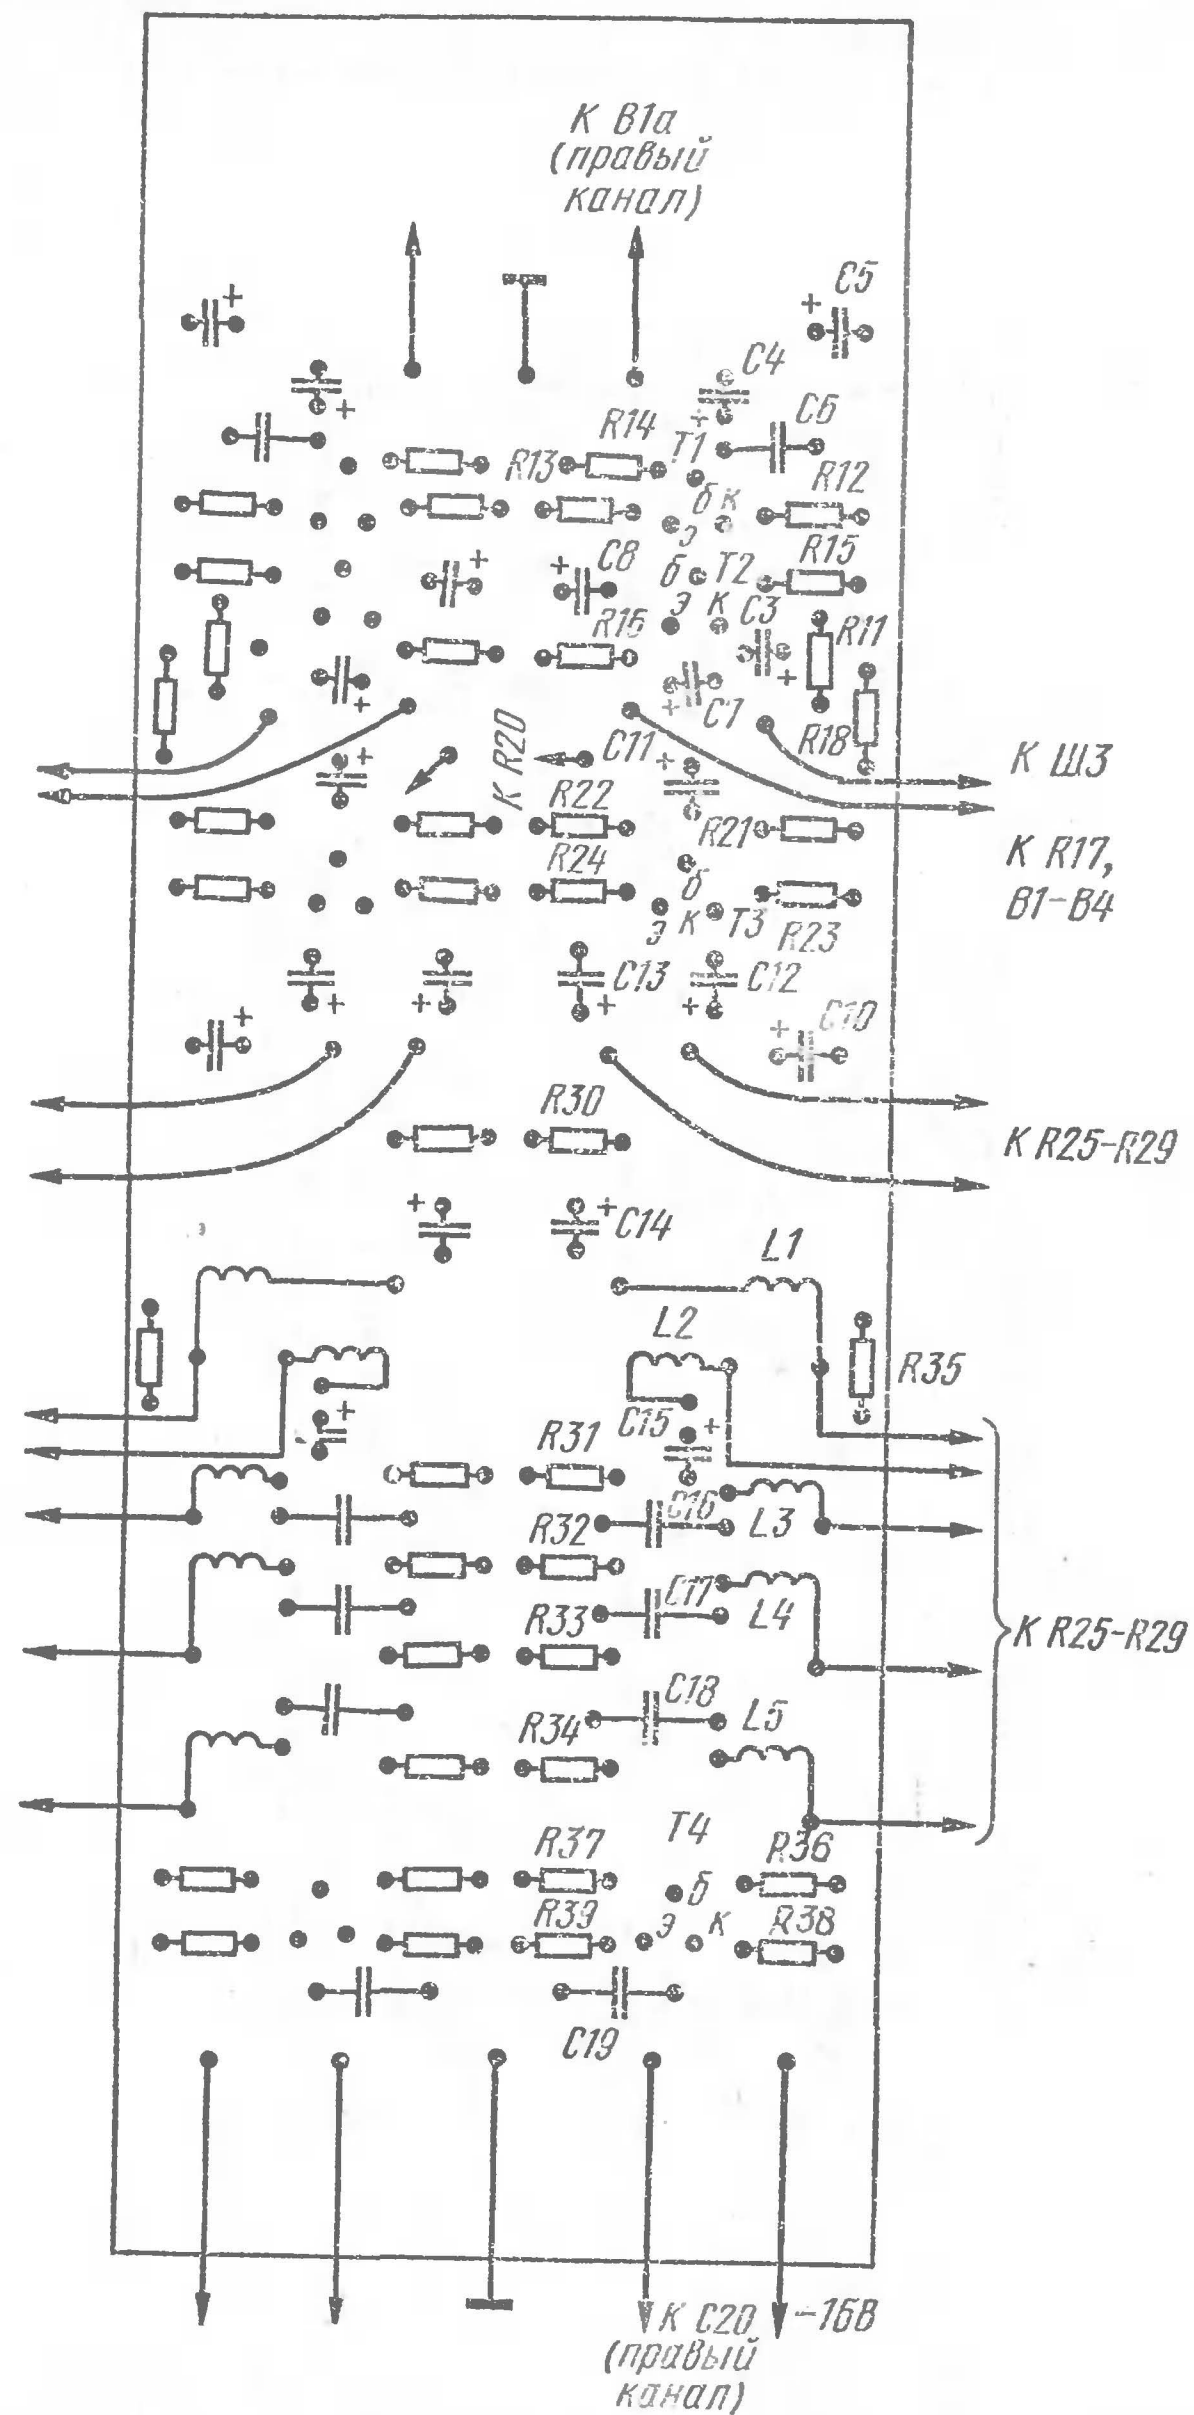 К В1а
(правый
канал)
С5
+
+
С4
+
+
С6
R14
Т1
R13
R12
б
к
э
С8
+
+
R15
б
Т2
э
к
С3
R16
R11
+
+
С7
+
К R20
R18
С11
+
+
К Ш3
R22
R21
К R17,
В1-В4
R24
б
э
к
Т3
R23
С13
С12
+
+
+
+
С10
+
+
R30
К R25-R29
+
+
С14
L1
L2
R35
С15
+
+
R31
С16
L3
R32
С17
L4
R33
К R25-R29
С18
L5
R34
Т4
R37
R36
б
R39
э
к
R38
С19
К С20
(правый
канал)
-16В